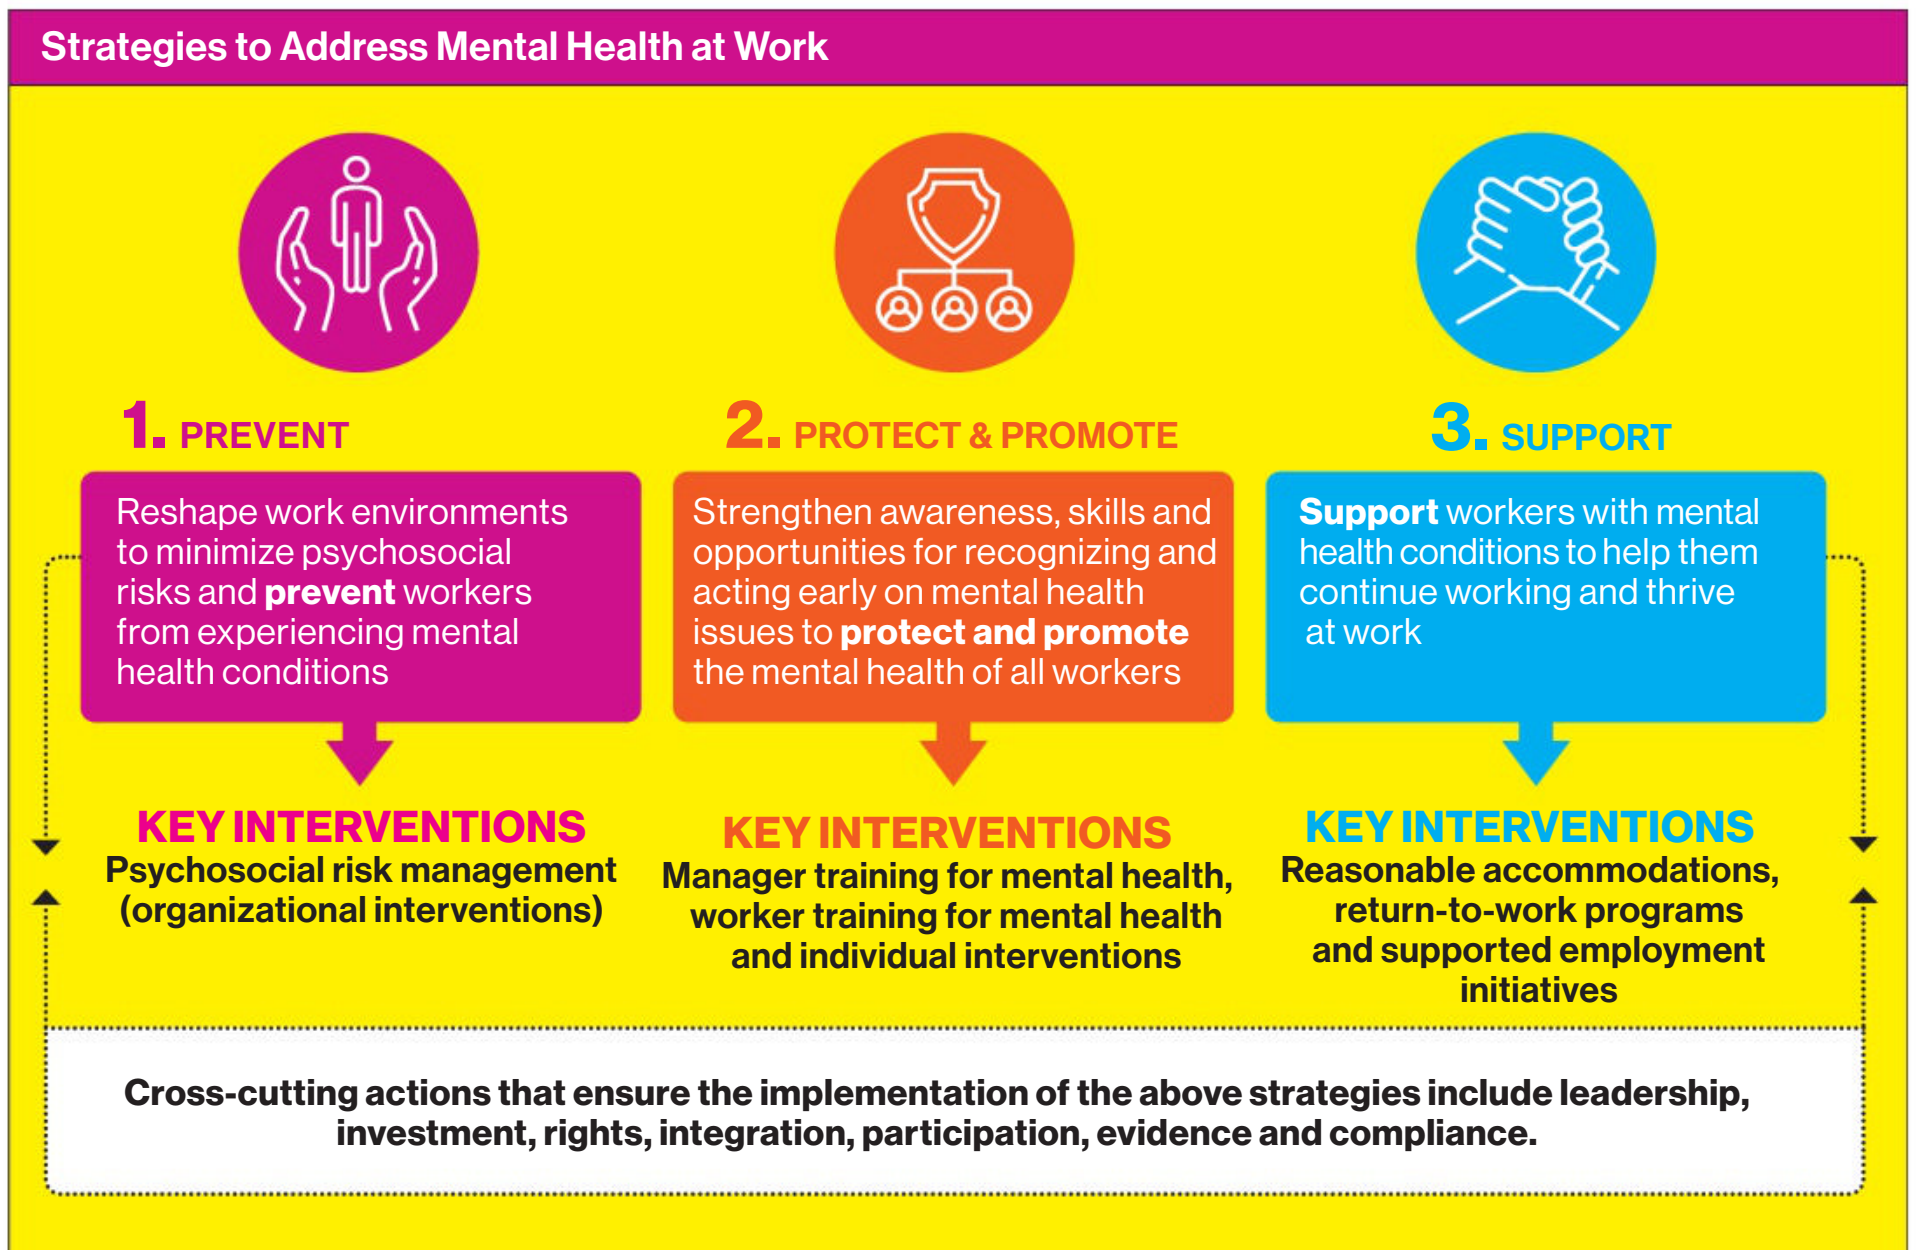 Strategies to Address Mental Health at Work
1. PREVENT
Reshape work environments
to minimize psychosocial
risks and prevent workers
from experiencing mental
health conditions
KEY INTERVENTIONS
Psychosocial risk management
(organizational interventions)
2. PROTECT & PROMOTE
Strengthen awareness, skills and
opportunities for recognizing and
acting early on mental health
issues to protect and promote
the mental health of all workers
KEY INTERVENTIONS
Manager training for mental health,
worker training for mental health
and individual interventions
3. SUPPORT
Support workers with mental
health conditions to help them
continue working and thrive
at work
KEY INTERVENTIONS
Reasonable accommodations,
return-to-work programs
and supported employment
initiatives
Cross-cutting actions that ensure the implementation of the above strategies include leadership,
investment, rights, integration, participation, evidence and compliance.